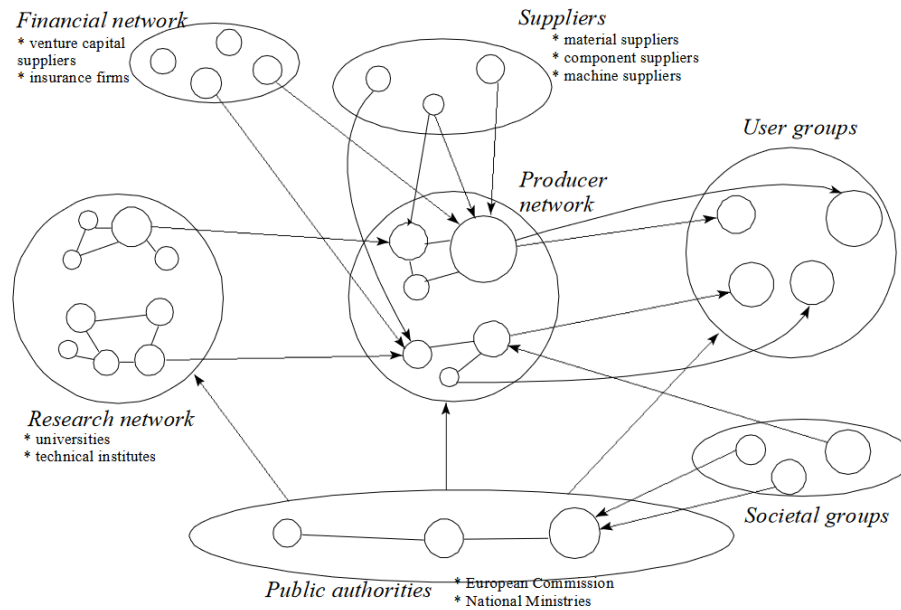 Financial network
* venture capital
suppliers
* insurance firms
Suppliers
* material suppliers
* component suppliers
* machine suppliers
User groups
Producer
network
Research network
* universities
* technical institutes
Societal groups
Public authorities
* European Commission
* National Ministries